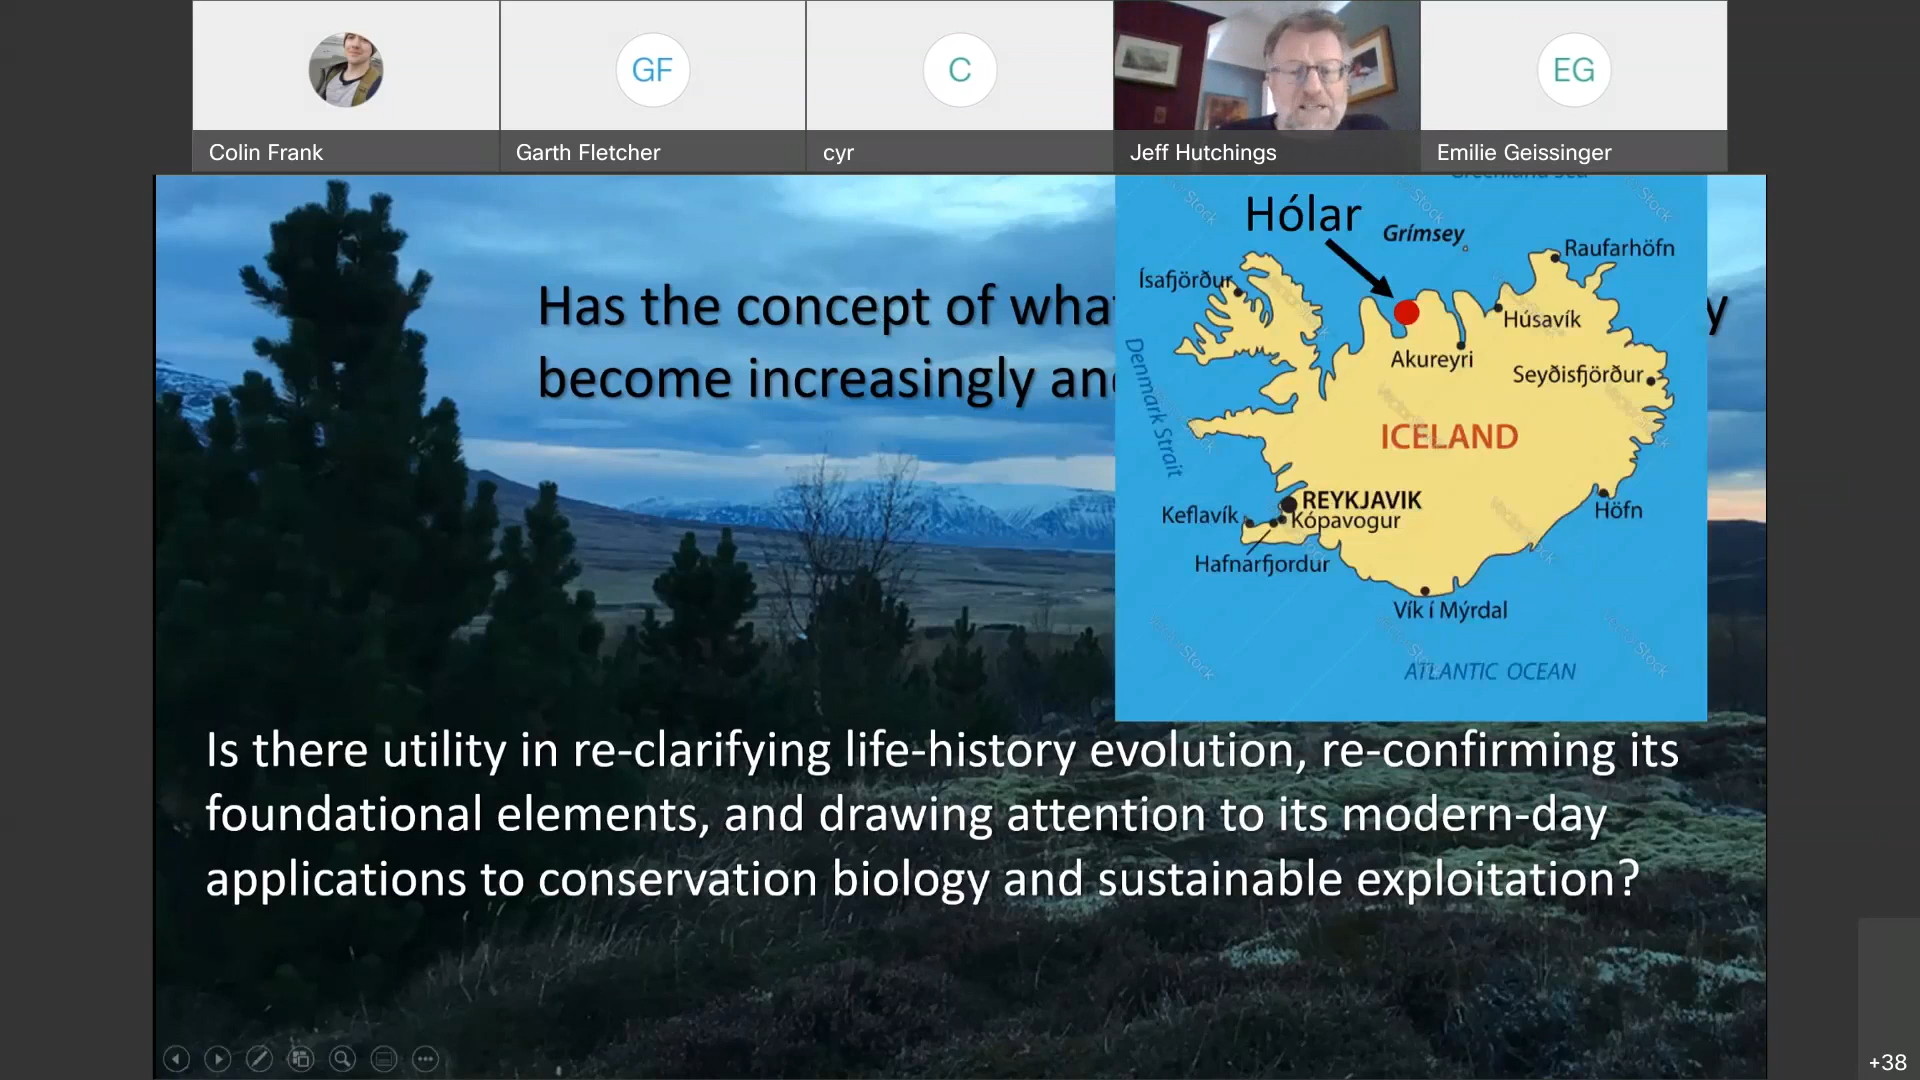 GF
C
EG
Colin Frank
Garth Fletcher
cyr
Jeff Hutchings
Emilie Geissinger
Greenland Sea
Hólar
Grímsey
Raufarhöfn
Ísafjörður
Has the concept of
y
Húsavík
Akureyri
Denmark Strait
Seyðisfjörður
become increasingly
ICELAND
REYKJAVIK
Keflavík
Kópavogur
Höfn
Hafnarfjordur
Vík í Mýrdal
ATLANTIC OCEAN
Is there utility in re-clarifying life-history evolution, re-confirming its
foundational elements, and drawing attention to its modern-day
applications to conservation biology and sustainable exploitation?
+38